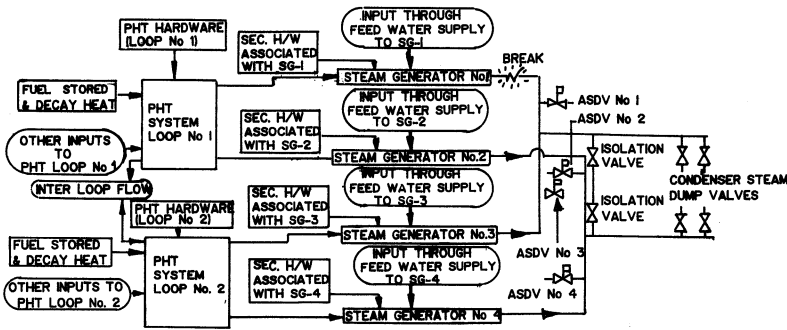 PHT HARDWARE
(LOOP No 1)
SEC. H/W
ASSOCIATED
WITH SG-1
INPUT THROUGH
FEED WATER SUPPLY
TO SG-1
BREAK
STEAM GENERATOR No1
FUEL STORED
& DECAY HEAT
PHT
SYSTEM
LOOP No 1
INPUT THROUGH
FEED WATER SUPPLY
TO SG-2
ASDV No 1
ASDV No 2
SEC. H/W
ASSOCIATED
WITH SG-2
OTHER INPUTS
TO
PHT LOOP No 1
STEAM GENERATOR No.2
ISOLATION
VALVE
INTER LOOP FLOW
INPUT THROUGH
FEED WATER SUPPLY
TO SG-3
CONDENSER STEAM
DUMP VALVES
PHT HARDWARE
(LOOP No 2)
SEC. H/W
ASSOCIATED
WITH SG-3
ISOLATION
VALVE
STEAM GENERATOR No.3
FUEL STORED
& DECAY HEAT
PHT
SYSTEM
LOOP No. 2
INPUT THROUGH
FEED WATER SUPPLY
TO SG-4
ASDV No 3
SEC. H/W
ASSOCIATED
WITH SG-4
ASDV No 4
OTHER INPUTS TO
PHT LOOP No. 2
STEAM GENERATOR No 4